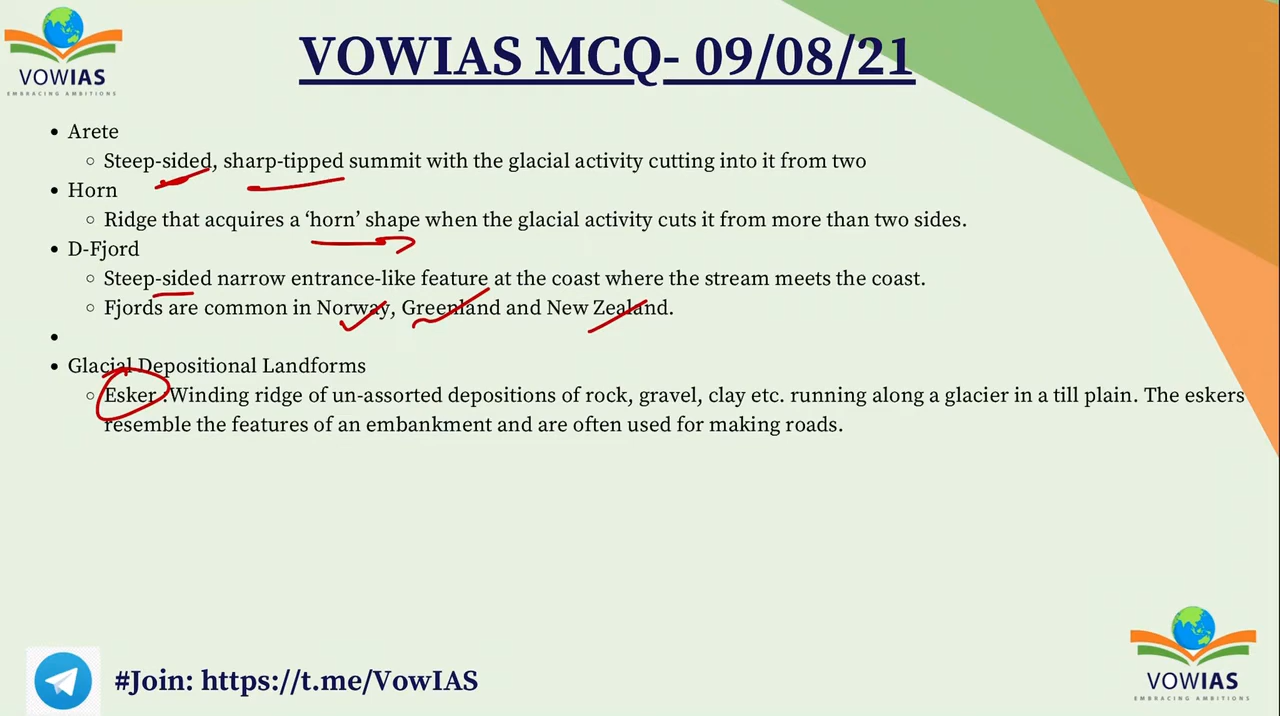 VOWIAS
EMBRACING AMBITIONS
VOWIAS MCQ- 09/08/21
• Arete
○ Steep-sided, sharp-tipped summit with the glacial activity cutting into it from two
• Horn
○ Ridge that acquires a ‘horn’ shape when the glacial activity cuts it from more than two sides.
• D-Fjord
○ Steep-sided narrow entrance-like feature at the coast where the stream meets the coast.
○ Fjords are common in Norway, Greenland and New Zealand.
•
• Glacial Depositional Landforms
○ Esker :Winding ridge of un-assorted depositions of rock, gravel, clay etc. running along a glacier in a till plain. The eskers
resemble the features of an embankment and are often used for making roads.
#Join: https://t.me/VowIAS
VOWIAS
EMBRACING AMBITIONS